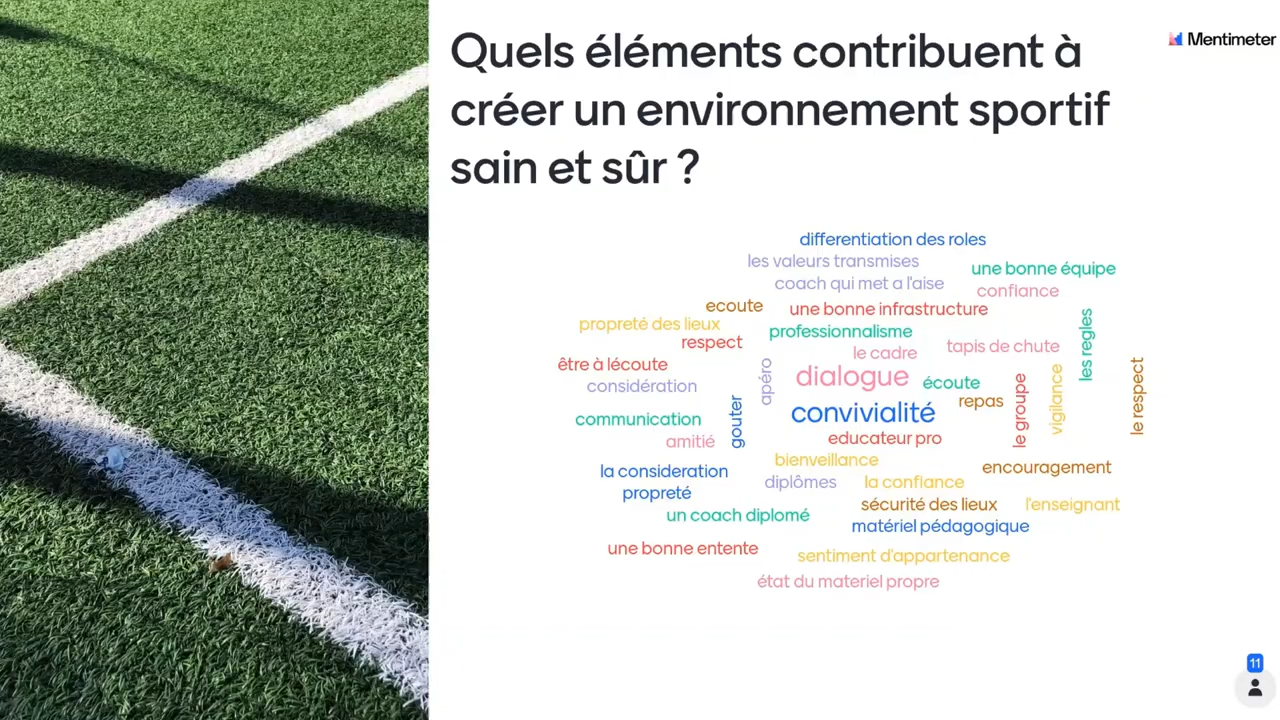 Quels éléments contribuent à
créer un environnement sportif
sain et sûr ?
Mentimeter
differentiation des roles
les valeurs transmises
une bonne équipe
coach qui met a l'aise
confiance
ecoute
une bonne infrastructure
propreté des lieux
professionnalisme
les regles
respect
le cadre
tapis de chute
être à lécoute
apéro
dialogue
écoute
considération
repas
le groupe
vigilance
le respect
communication
gouter
convivialité
amitié
educateur pro
bienveillance
encouragement
la consideration
diplômes
la confiance
propreté
sécurité des lieux
l'enseignant
un coach diplomé
matériel pédagogique
une bonne entente
sentiment d'appartenance
état du materiel propre
11